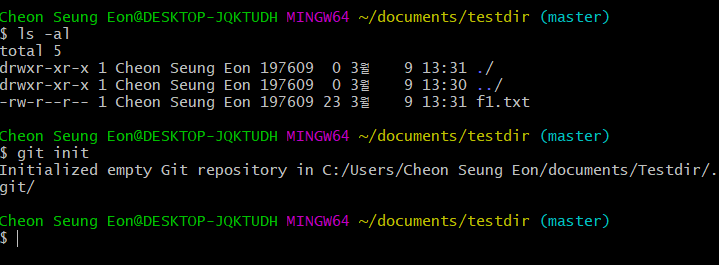 Cheon Seung Eon@DESKTOP-JQKTUDH MINGW64 ~/documents/testdir (master)
$ ls -al
total 5
drwxr-xr-x 1 Cheon Seung Eon 197609  0 3월    9 13:31 ./
drwxr-xr-x 1 Cheon Seung Eon 197609  0 3월    9 13:30 ../
-rw-r--r-- 1 Cheon Seung Eon 197609 23 3월    9 13:31 f1.txt
Cheon Seung Eon@DESKTOP-JQKTUDH MINGW64 ~/documents/testdir (master)
$ git init
Initialized empty Git repository in C:/Users/Cheon Seung Eon/documents/Testdir/.
git/
Cheon Seung Eon@DESKTOP-JQKTUDH MINGW64 ~/documents/testdir (master)
$